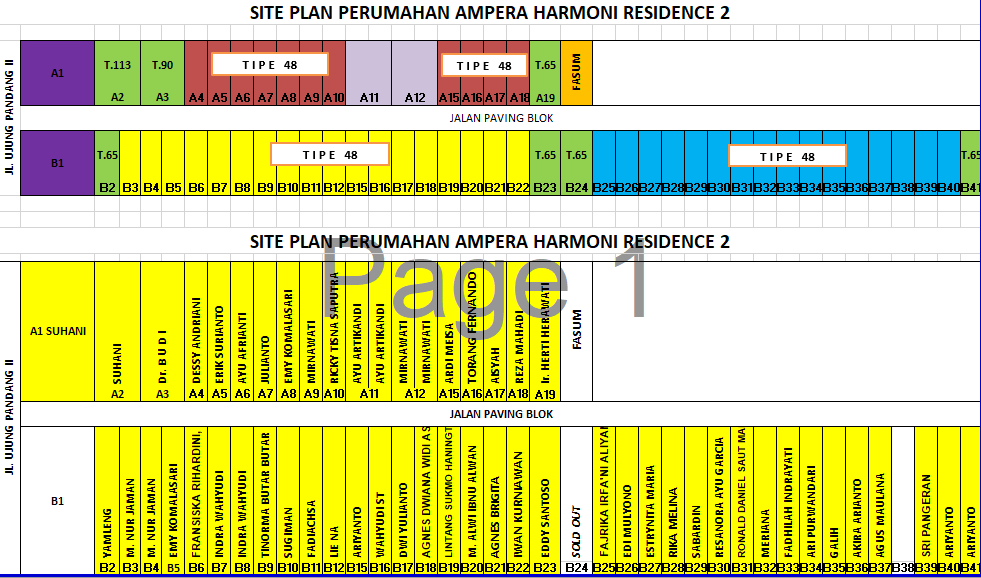 SITE PLAN PERUMAHAN AMPERA HARMONI RESIDENCE 2
JL. UJUNG PANDANG II
A1
T.113
T.90
TIPE 48
TIPE 48
T.65
FASUM
A2 A3 A4 A5 A6 A7 A8 A9 A10 A11 A12 A15 A16 A17 A18 A19
JALAN PAVING BLOK
B1
T.65
TIPE 48
T.65
T.65
TIPE 48
T.65
B2 B3 B4 B5 B6 B7 B8 B9 B10 B11 B12 B15 B16 B17 B18 B19 B20 B21 B22 B23 B24 B25 B26 B27 B28 B29 B30 B31 B32 B33 B34 B35 B36 B37 B38 B39 B40 B41
SITE PLAN PERUMAHAN AMPERA HARMONI RESIDENCE 2
Page 1
JL. UJUNG PANDANG II
A1 SUHANI
SUHANI
Dr. B U D I
DESSY ANDRIANI
ERIK SURIANTO
AYU AFRIANTI
JULIANTO
EMY KOMALASARI
MIRNAWATI
RICKY TISNA SAPUTRA
AYU ARTIKANDI
AYU ARTIKANDI
MIRNAWATI
MIRNAWATI
ARDI MEISA
TORANG FERNANDO
AISYAH
REZA MAHADI
Ir. HERTI HERAWATI
FASUM
A2 A3 A4 A5 A6 A7 A8 A9 A10 A11 A12 A15 A16 A17 A18 A19
JALAN PAVING BLOK
B1
YAMLENG
M. NUR JAMAN
M. NUR JAMAN
EMY KOMALASARI
FRANSISKA RIHARDINI,
INDRA WAHYUDI
INDRA WAHYUDI
TINORMA BUTAR BUTAR
SUGIMAN
FADIACHSA
LIE NA
ARIYANTO
WAHYUDI ST
DWI YULIANTO
AGNES DWIANA WIDI AS
LINTANG SUKMO HANINGT
M. ALWI IBNU ALWAN
AGNES BRIGITA
IWAN KURNIAWAN
EDDY SANTOSO
SOLD OUT
FAJRIKA IRFA'NI ALIYAN
EDI MULYONO
ESTRYNITA MARIA
RIKA MELINA
SABARDIN
RESANORA AYU GARCIA
RONALD DANIEL SAUT MA
MERIANA
FADHILAH INDRAYATI
ARI PURWANDARI
GALIH
AKIRA ARIANTO
AGUS MAULANA
SRI PANGERAN
ARIYANTO
ARIYANTO
B2 B3 B4 B5 B6 B7 B8 B9 B10 B11 B12 B15 B16 B17 B18 B19 B20 B21 B22 B23 B24 B25 B26 B27 B28 B29 B30 B31 B32 B33 B34 B35 B36 B37 B38 B39 B40 B41